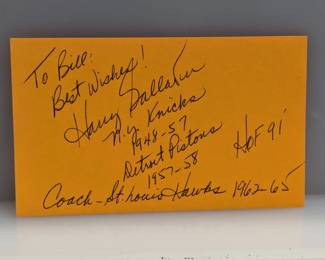 To Bill:
Best Wishes!
Harry Gallatin
N.Y. Knicks
1948-57
Detroit Pistons
1957-58
HOF-91'
Coach - St. Louis Hawks 1962-65